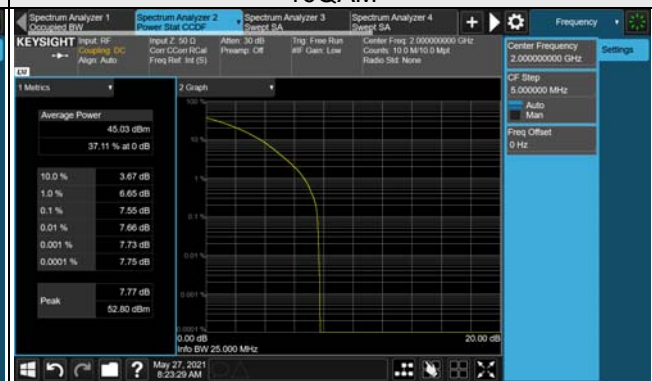 16QAM
Spectrum Analyzer 1
Occupied BW
Spectrum Analyzer 2
Power Stat CCDF
Spectrum Analyzer 3
Swept SA
Spectrum Analyzer 4
Swept SA
Frequency
KEYSIGHT
Input: RF
Coupling: DC
Align: Auto
Input Z: 50 Ω
Corr CCorr RCal
Freq Ref: Int (S)
Atten: 30 dB
Preamp: Off
Trig: Free Run
#IF Gain: Low
Center Freq: 2.000000000 GHz
Counts: 10.0 M/10.0 Mpt
Radio Std: None
Center Frequency
2.000000000 GHz
Settings
CF Step
5.000000 MHz
Auto
Man
Freq Offset
0 Hz
1 Metrics
2 Graph
Average Power
45.03 dBm
37.11 % at 0 dB
10.0 % 3.67 dB
1.0 % 6.65 dB
0.1 % 7.55 dB
0.01 % 7.66 dB
0.001 % 7.73 dB
0.0001 % 7.75 dB
Peak 7.77 dB
52.80 dBm
100 %
10 %
1 %
0.1 %
0.01 %
0.001 %
0.0001 %
0.00 dB
20.00 dB
Info BW 25.000 MHz
May 27, 2021
8:23:29 AM